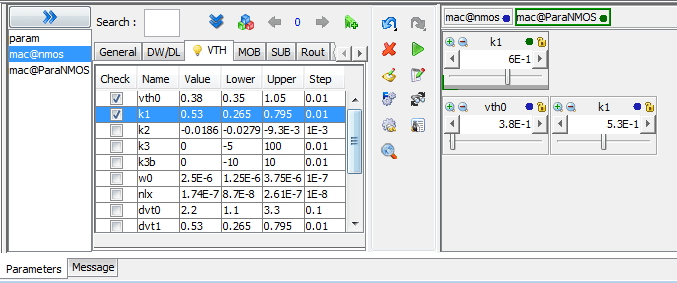 Search : 0
param
mac@nmos
mac@ParaNMOS
General DW/DL VTH MOB SUB Rout
Check Name Value Lower Upper Step
vth0 0.38 0.35 1.05 0.01
k1 0.53 0.265 0.795 0.01
k2 -0.0186 -0.0279 -9.3E-3 1E-3
k3 0 -5 100 0.01
k3b 0 -10 10 0.01
w0 2.5E-6 1.25E-6 3.75E-6 1E-7
nlx 1.74E-7 8.7E-8 2.61E-7 1E-8
dvt0 2.2 1.1 3.3 0.1
dvt1 0.53 0.265 0.795 0.01
mac@nmos mac@ParaNMOS
k1
6E-1
vth0 k1
3.8E-1 5.3E-1
Parameters Message